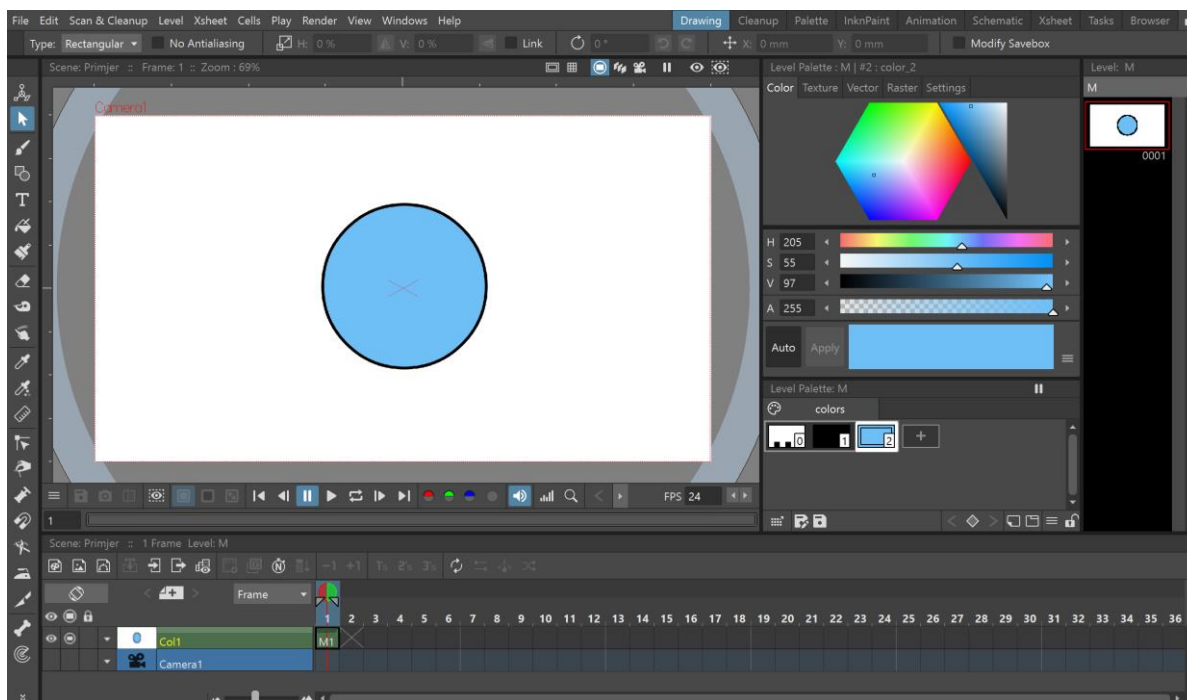 File Edit Scan & Cleanup Level Xsheet Cells Play Render View Windows Help Drawing Cleanup Palette InknPaint Animation Schematic Xsheet Tasks Browser
Type: Rectangular No Antialiasing H: 0 % V: 0 % Link 0 ° X: 0 mm Y: 0 mm Modify Savebox
Scene: Primjer :: Frame: 1 :: Zoom : 69%
Camera1
Level Palette : M | #2 : color_2
Color Texture Vector Raster Settings
H 205
S 55
V 97
A 255
Auto Apply
Level Palette: M
colors
0 1 2 +
Level: M
M
0001
FPS 24
1
Scene: Primjer :: 1 Frame Level: M
-1 +1 1's 2's 3's
Frame
1 2 3 4 5 6 7 8 9 10 11 12 13 14 15 16 17 18 19 20 21 22 23 24 25 26 27 28 29 30 31 32 33 34 35 36
Col1 M1
Camera1